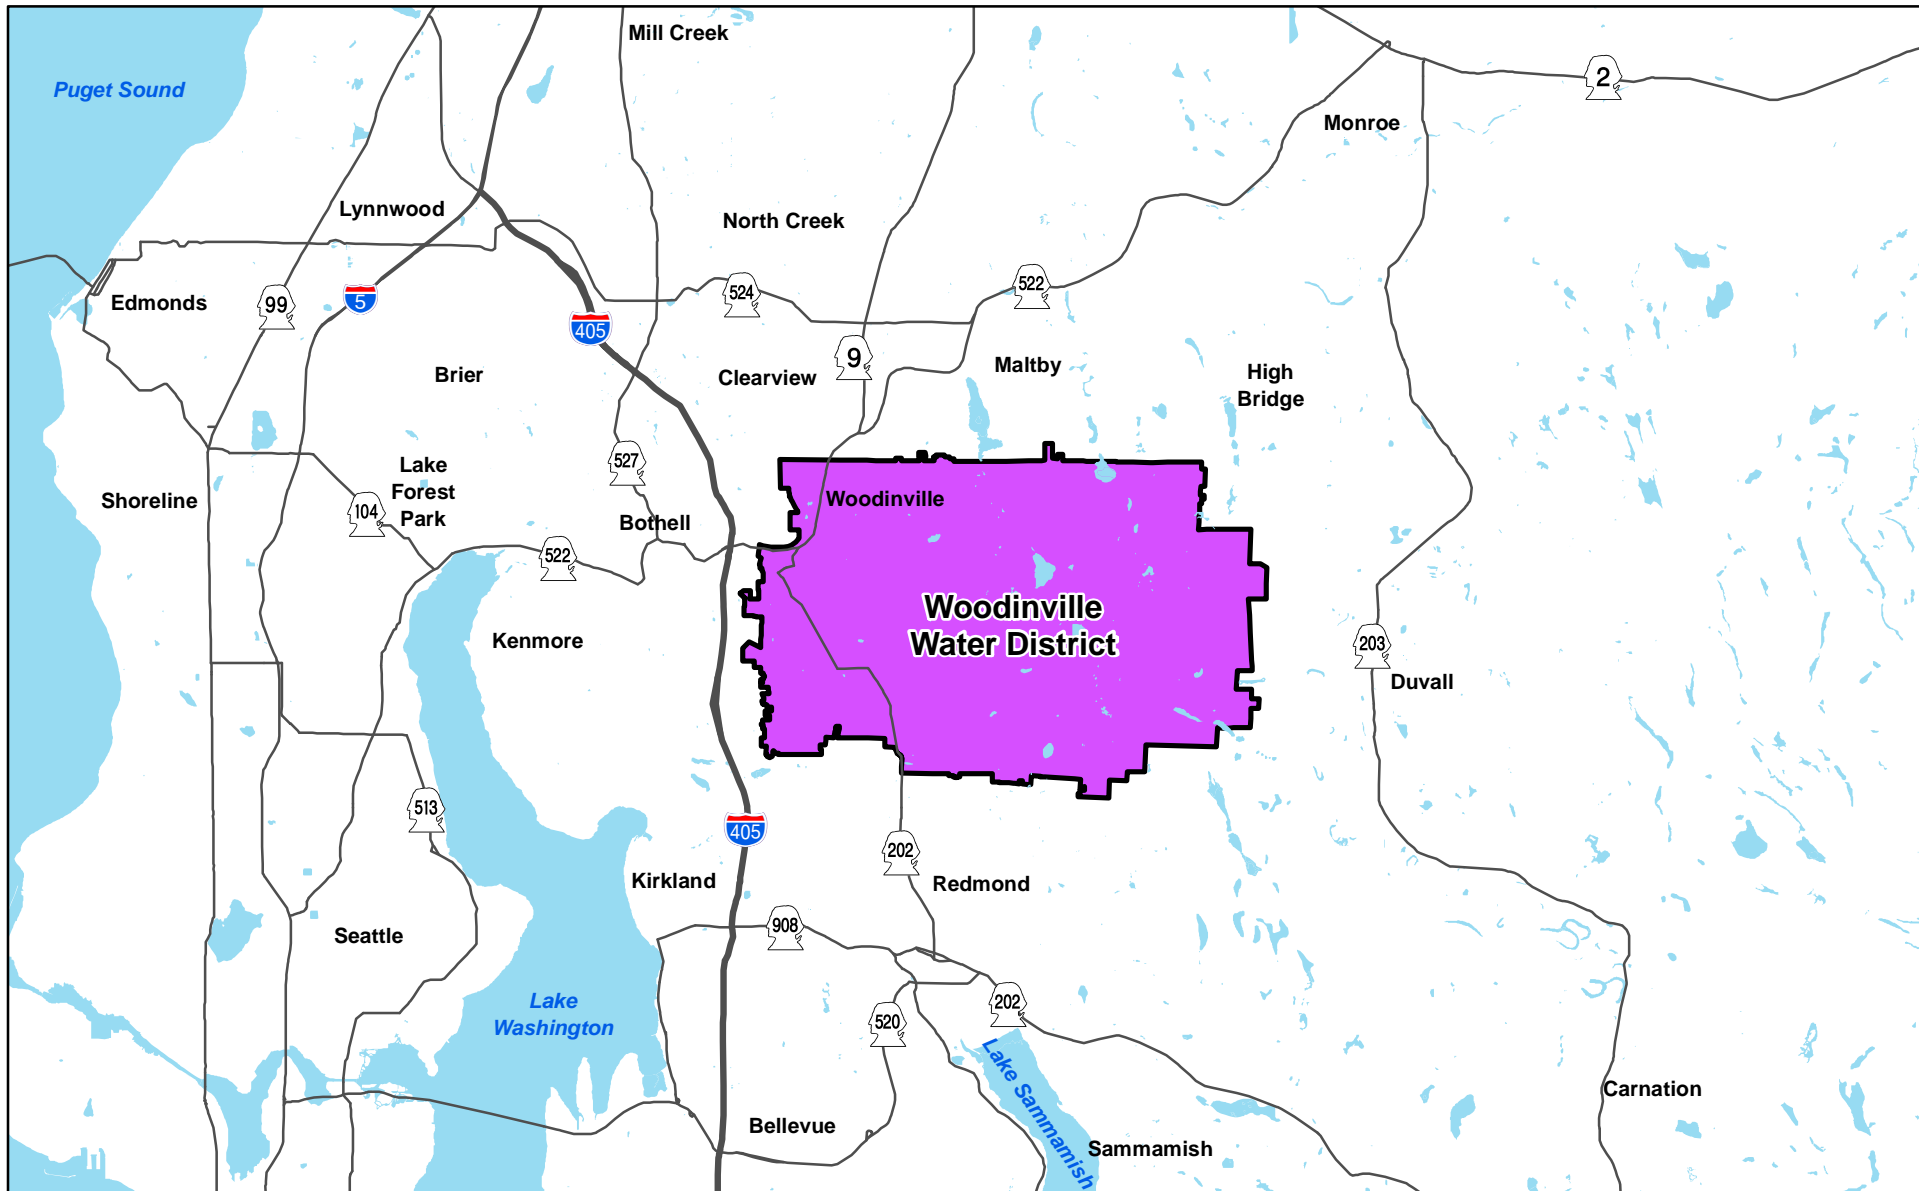 Mill Creek
Puget Sound
2
Monroe
Lynnwood
North Creek
Edmonds
99
5
524
522
405
9
Brier
Clearview
Maltby
High
Bridge
Lake
Forest
Park
527
Shoreline
104
Bothell
Woodinville
522
Woodinville
Water District
Kenmore
203
Duvall
513
405
202
Kirkland
Redmond
908
Seattle
Lake
Washington
520
202
Lake Sammamish
Carnation
Bellevue
Sammamish